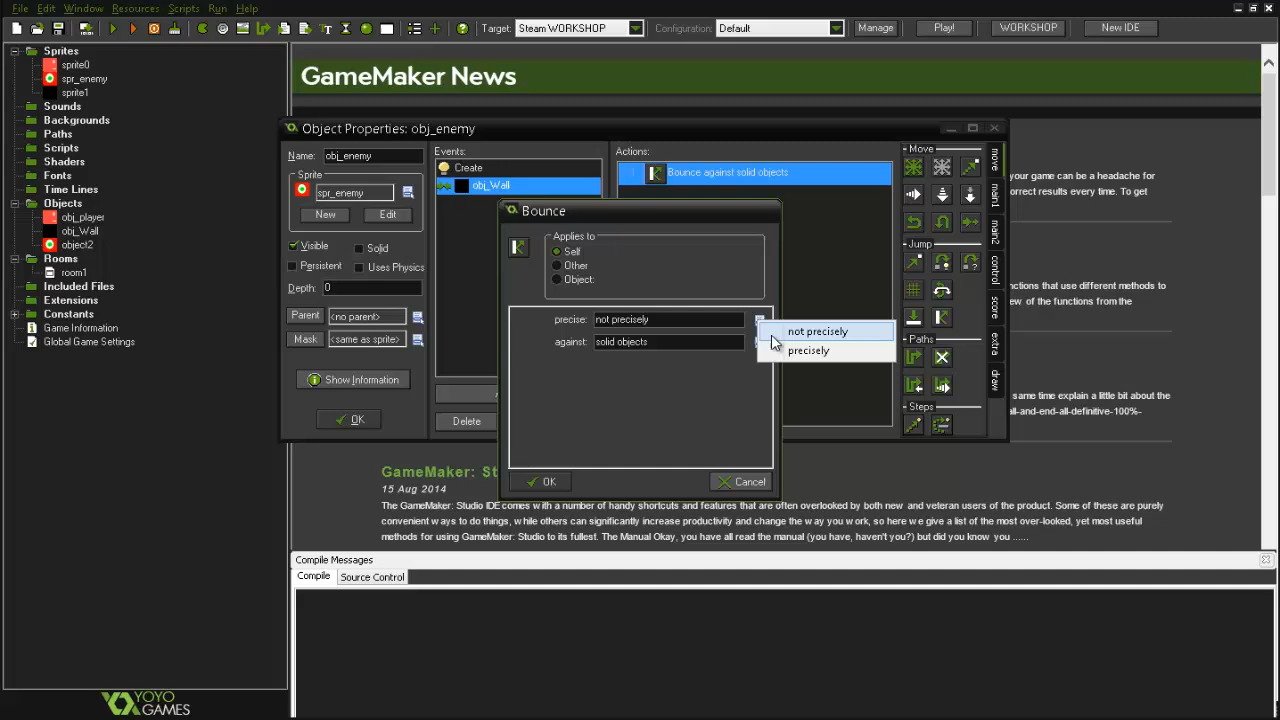 File Edit Resources Scripts Run Help
Target: Steam WORKSHOP Configuration: Default Manage Play! WORKSHOP New IDE
Sprites
sprite0
spr_enemy
sprite1
Sounds
Backgrounds
Paths
Scripts
Shaders
Fonts
Time Lines
Objects
obj_player
obj_Wall
object2
Rooms
room1
Included Files
Extensions
Constants
Game Information
Global Game Settings
YOYO
GAMES
GameMaker News
Object Properties: obj_enemy
Name: obj_enemy
Sprite
spr_enemy
New Edit
Visible Solid
Persistent Uses Physics
Depth: 0
Parent <no parent>
Mask <same as sprite>
Show Information
OK
Events:
Create
obj_Wall
Delete
Actions:
Bounce against solid objects
Bounce
Applies to
Self
Other
Object:
precise: not precisely
against: solid objects
OK Cancel
not precisely
precisely
Move
Jump
Paths
Steps
move
main1
main2
control
score
extra
draw
your game can be a headache for
orrect results every time. To get
nctions that use different methods to
ew of the functions from the
same time explain a little bit about the
all-and-end-all-definitive-100%-
GameMaker: St
15 Aug 2014
The GameMaker: Studio IDE comes with a number of handy shortcuts and features that are often overlooked by both new and veteran users of the product. Some of these are purely
convenient ways to do things, while others can significantly increase productivity and change the way you work, so here we give a list of the most over-looked, yet most useful
methods for using GameMaker: Studio to its fullest. The Manual Okay, you have all read the manual (you have, haven't you?) but did you know you ......
Compile Messages
Compile Source Control